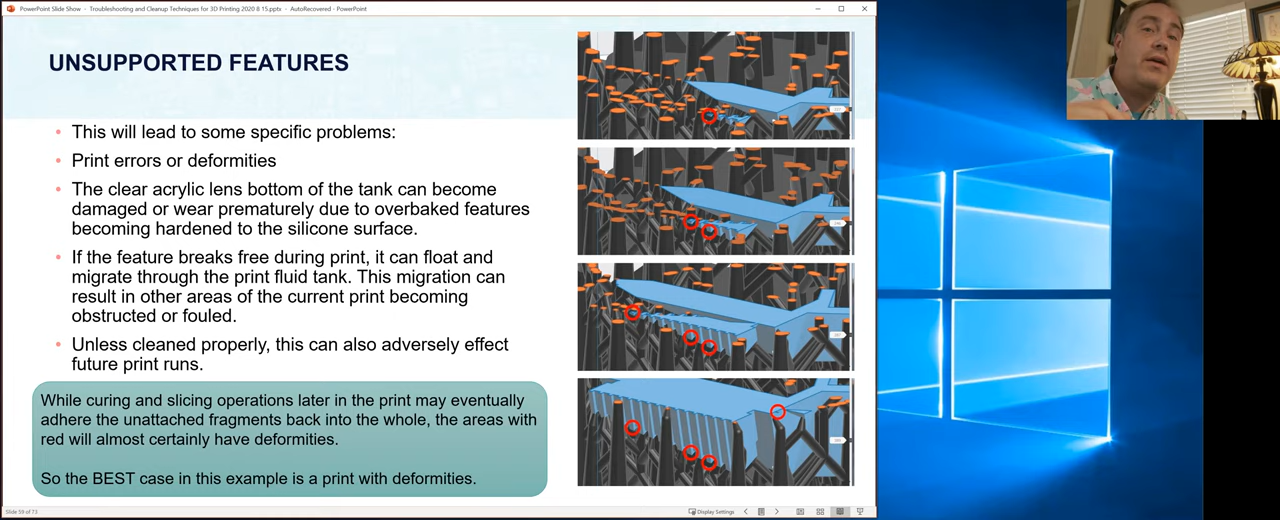 PowerPoint Slide Show - Troubleshooting and Cleanup Techniques for 3D Printing 2020 8 15.pptx - AutoRecovered - PowerPoint
UNSUPPORTED FEATURES
• This will lead to some specific problems:
• Print errors or deformities
• The clear acrylic lens bottom of the tank can become
damaged or wear prematurely due to overbaked features
becoming hardened to the silicone surface.
• If the feature breaks free during print, it can float and
migrate through the print fluid tank. This migration can
result in other areas of the current print becoming
obstructed or fouled.
• Unless cleaned properly, this can also adversely effect
future print runs.
While curing and slicing operations later in the print may eventually
adhere the unattached fragments back into the whole, the areas with
red will almost certainly have deformities.
So the BEST case in this example is a print with deformities.
Slide 59 of 73
Display Settings